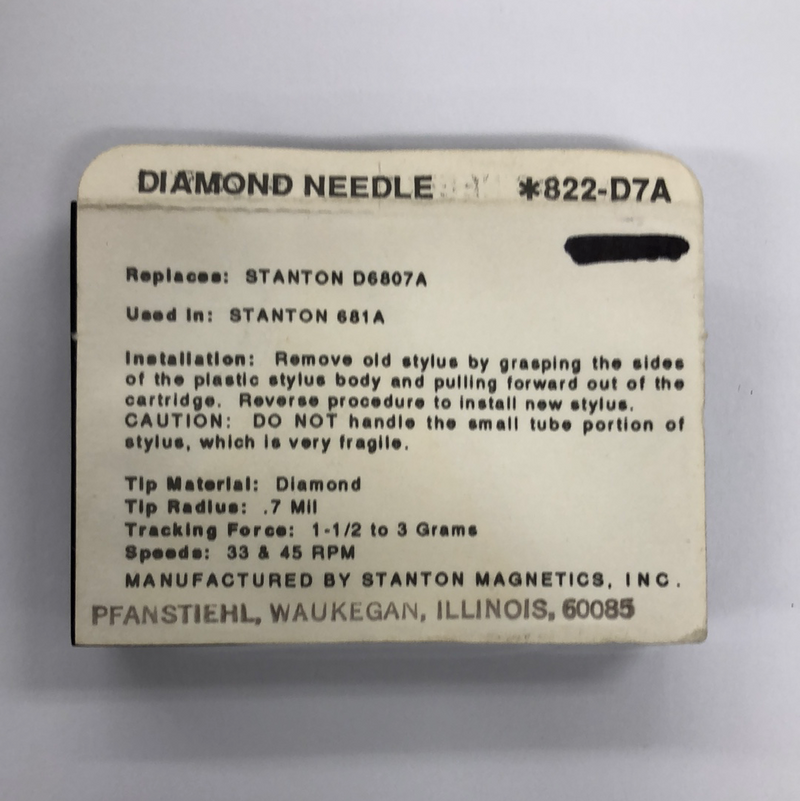 DIAMOND NEEDLE *822-D7A
Replaces: STANTON D6807A
Used in: STANTON 681A
Installation: Remove old stylus by grasping the sides
of the plastic stylus body and pulling forward out of the
cartridge. Reverse procedure to install new stylus.
CAUTION: DO NOT handle the small tube portion of
stylus, which is very fragile.
Tip Material: Diamond
Tip Radius: .7 Mil
Tracking Force: 1-1/2 to 3 Grams
Speeds: 33 & 45 RPM
MANUFACTURED BY STANTON MAGNETICS, INC.
PFANSTIEHL, WAUKEGAN, ILLINOIS, 60085